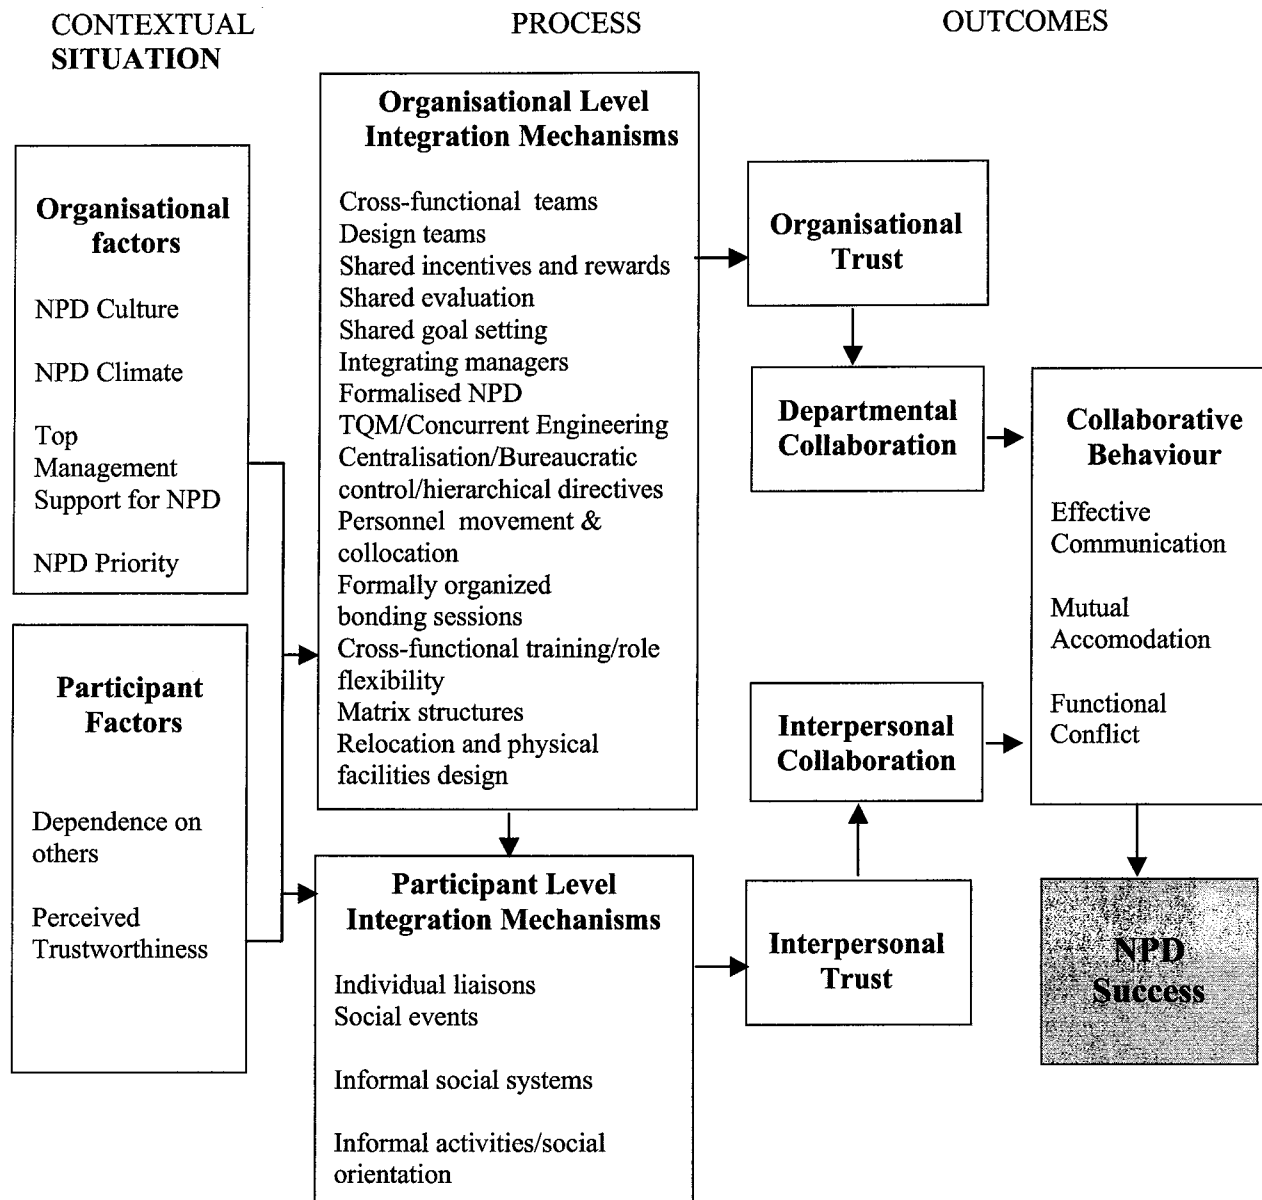 CONTEXTUAL
SITUATION
PROCESS
OUTCOMES
Organisational
factors
NPD Culture
NPD Climate
Top
Management
Support for NPD
NPD Priority
Participant
Factors
Dependence on
others
Perceived
Trustworthiness
Organisational Level
Integration Mechanisms
Cross-functional teams
Design teams
Shared incentives and rewards
Shared evaluation
Shared goal setting
Integrating managers
Formalised NPD
TQM/Concurrent Engineering
Centralisation/Bureaucratic
control/hierarchical directives
Personnel movement &
collocation
Formally organized
bonding sessions
Cross-functional training/role
flexibility
Matrix structures
Relocation and physical
facilities design
Participant Level
Integration Mechanisms
Individual liaisons
Social events
Informal social systems
Informal activities/social
orientation
Organisational
Trust
Departmental
Collaboration
Interpersonal
Collaboration
Interpersonal
Trust
Collaborative
Behaviour
Effective
Communication
Mutual
Accomodation
Functional
Conflict
NPD
Success